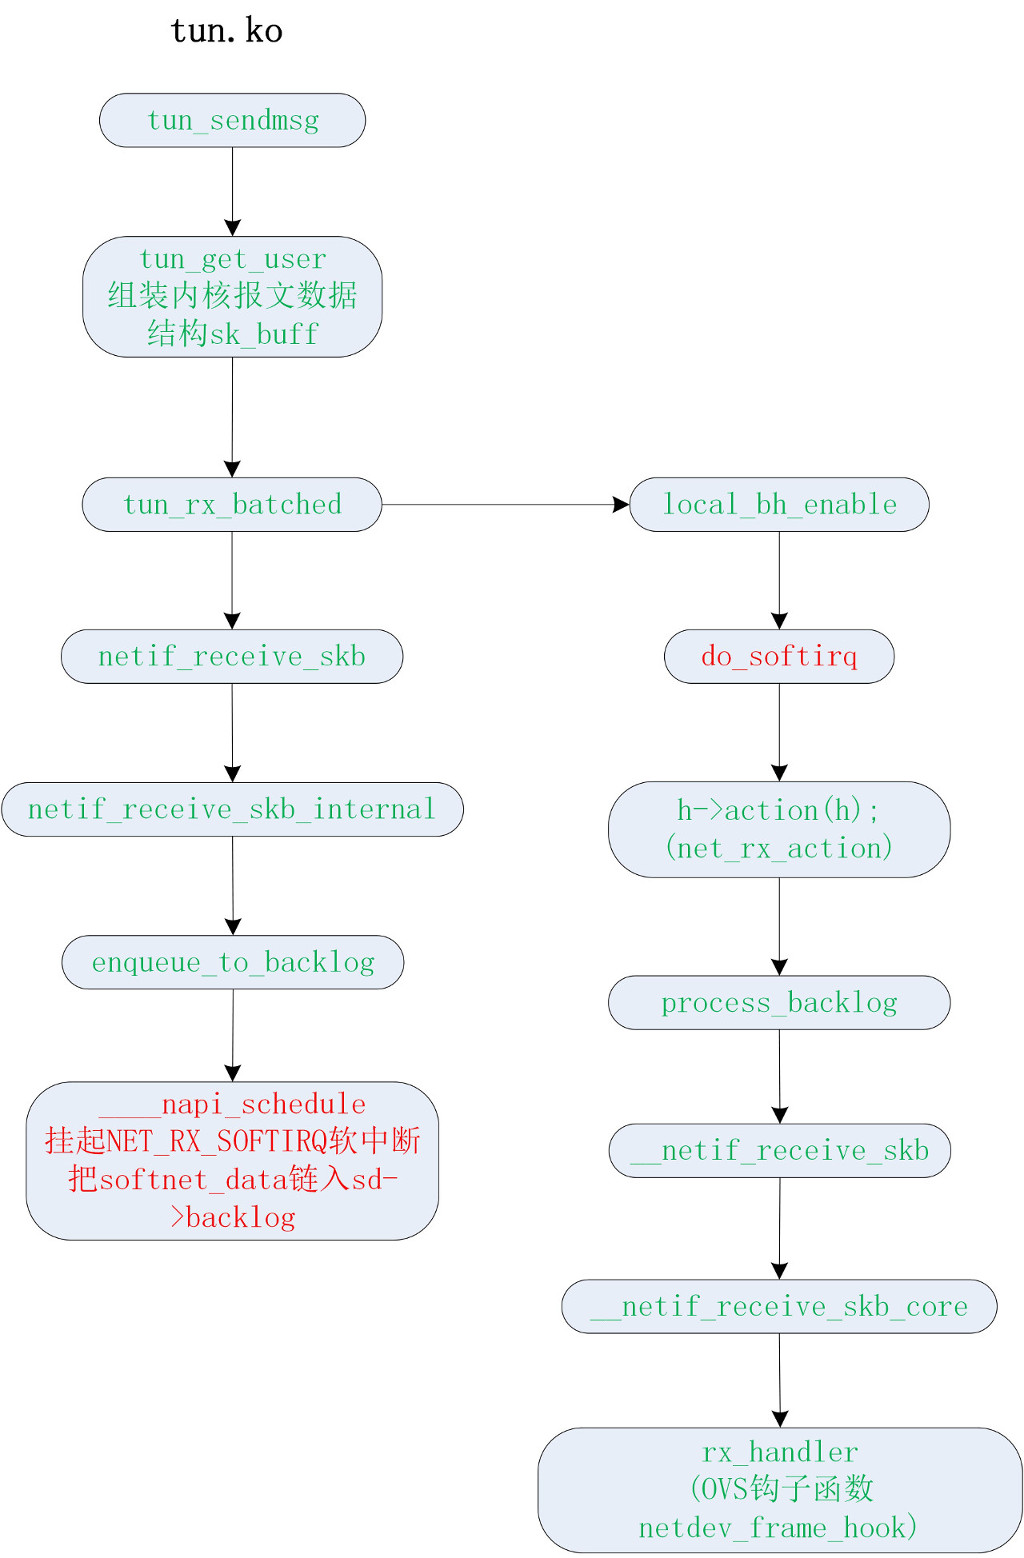 tun.ko
tun_sendmsg
tun_get_user
组装内核报文数据
结构sk_buff
tun_rx_batched
netif_receive_skb
netif_receive_skb_internal
enqueue_to_backlog
____napi_schedule
挂起NET_RX_SOFTIRQ软中断
把softnet_data链入sd-
>backlog
local_bh_enable
do_softirq
h->action(h);
(net_rx_action)
process_backlog
__netif_receive_skb
__netif_receive_skb_core
rx_handler
(OVS钩子函数
netdev_frame_hook)